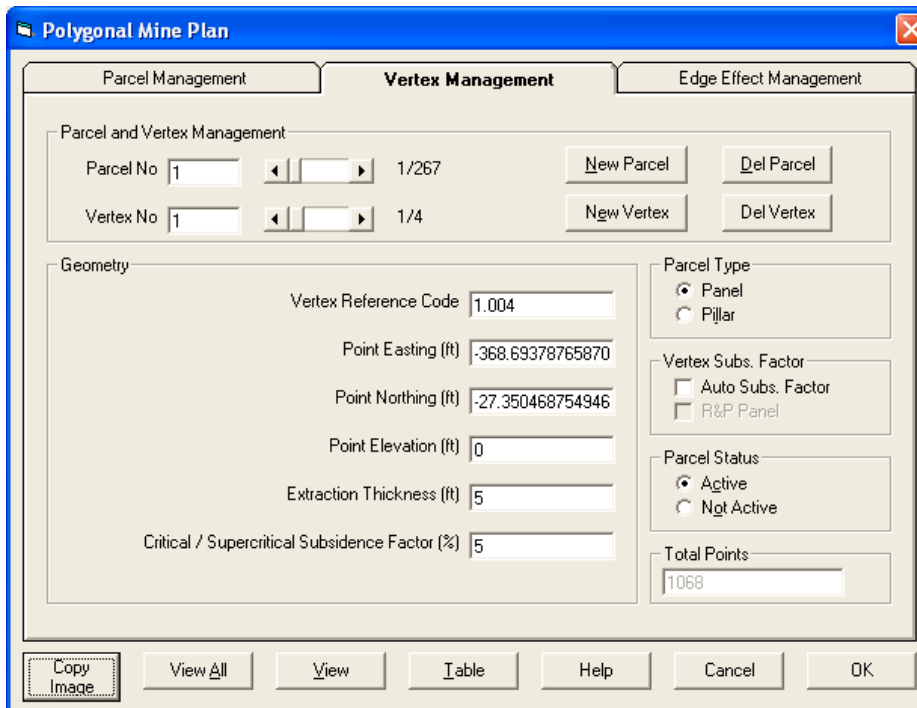 Polygonal Mine Plan
Parcel Management Vertex Management Edge Effect Management
Parcel and Vertex Management
Parcel No 1 1/267 New Parcel Del Parcel
Vertex No 1 1/4 New Vertex Del Vertex
Geometry
Vertex Reference Code 1.004
Point Easting (ft) -368.69378765870
Point Northing (ft) -27.350468754946
Point Elevation (ft) 0
Extraction Thickness (ft) 5
Critical / Supercritical Subsidence Factor (%) 5
Parcel Type
Panel
Pillar
Vertex Subs. Factor
Auto Subs. Factor
R&P Panel
Parcel Status
Active
Not Active
Total Points
1068
Copy Image View All View Table Help Cancel OK